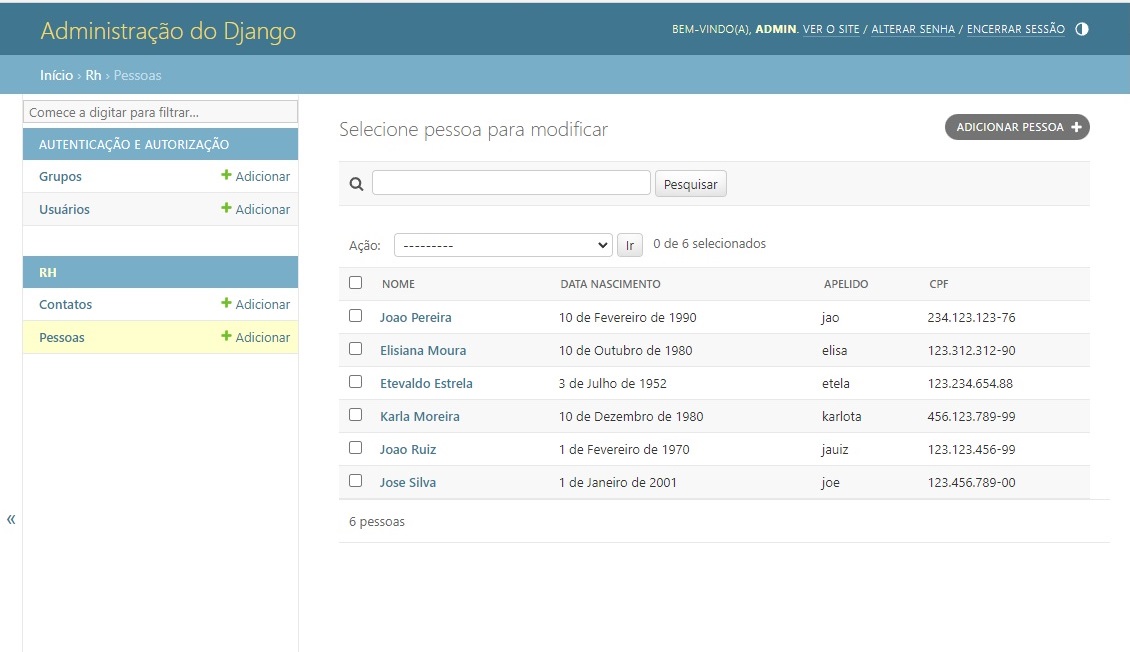 Administração do Django
BEM-VINDO(A), ADMIN. VER O SITE / ALTERAR SENHA / ENCERRAR SESSÃO
Início › Rh › Pessoas
Comece a digitar para filtrar...
AUTENTICAÇÃO E AUTORIZAÇÃO
Grupos + Adicionar
Usuários + Adicionar
RH
Contatos + Adicionar
Pessoas + Adicionar
«
Selecione pessoa para modificar
ADICIONAR PESSOA +
Pesquisar
Ação: --------- Ir 0 de 6 selecionados
NOME DATA NASCIMENTO APELIDO CPF
Joao Pereira 10 de Fevereiro de 1990 jao 234.123.123-76
Elisiana Moura 10 de Outubro de 1980 elisa 123.312.312-90
Etevaldo Estrela 3 de Julho de 1952 etela 123.234.654.88
Karla Moreira 10 de Dezembro de 1980 karlota 456.123.789-99
Joao Ruiz 1 de Fevereiro de 1970 jauiz 123.123.456-99
Jose Silva 1 de Janeiro de 2001 joe 123.456.789-00
6 pessoas